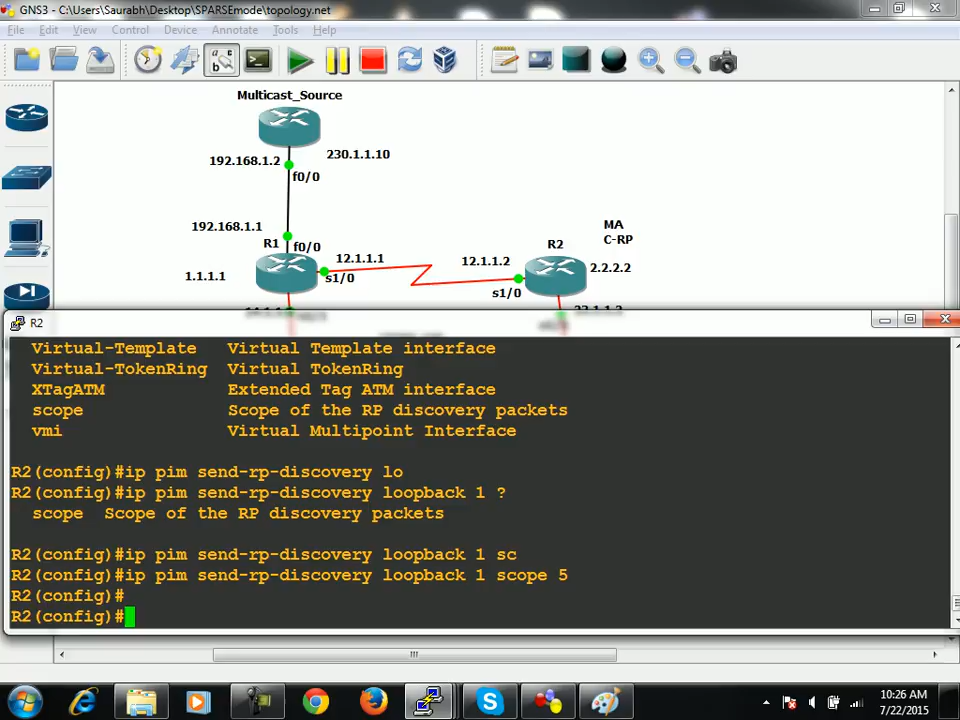 GNS3 - C:\Users\Saurabh\Desktop\SPARSEmode\topology.net
File Edit View Control Device Annotate Tools Help
Multicast_Source
192.168.1.2
230.1.1.10
f0/0
192.168.1.1
R1
f0/0
12.1.1.1
1.1.1.1
s1/0
12.1.1.2
R2
MA
C-RP
2.2.2.2
s1/0
R2
Virtual-Template Virtual Template interface
Virtual-TokenRing Virtual TokenRing
XTagATM Extended Tag ATM interface
scope Scope of the RP discovery packets
vmi Virtual Multipoint Interface
R2(config)#ip pim send-rp-discovery lo
R2(config)#ip pim send-rp-discovery loopback 1 ?
scope Scope of the RP discovery packets
R2(config)#ip pim send-rp-discovery loopback 1 sc
R2(config)#ip pim send-rp-discovery loopback 1 scope 5
R2(config)#
R2(config)#
10:26 AM
7/22/2015